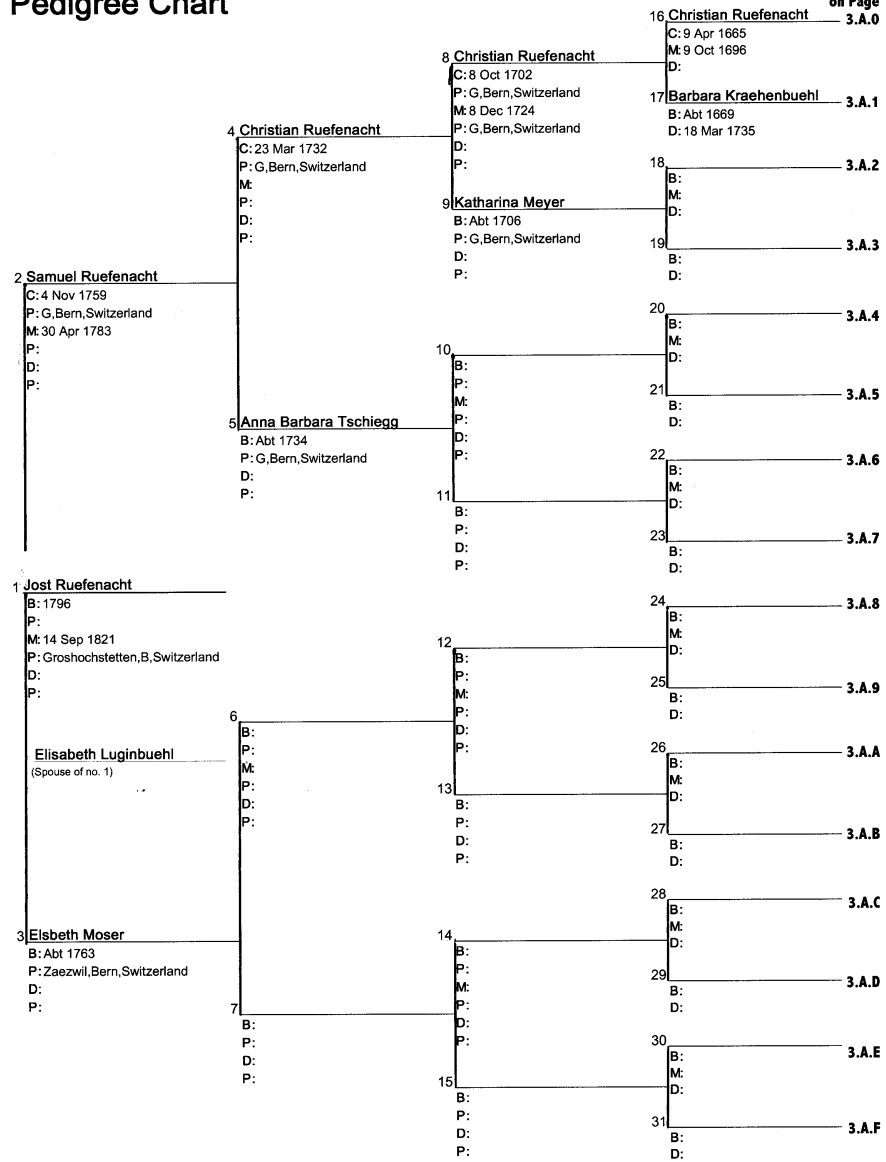 Pedigree Chart
on Page
16 Christian Ruefenacht 3.A.0
C: 9 Apr 1665
M: 9 Oct 1696
D:
8 Christian Ruefenacht
C: 8 Oct 1702
P: G,Bern,Switzerland
M: 8 Dec 1724
P: G,Bern,Switzerland
D:
P:
17 Barbara Kraehenbuehl 3.A.1
B: Abt 1669
D: 18 Mar 1735
4 Christian Ruefenacht
C: 23 Mar 1732
P: G,Bern,Switzerland
M:
P:
D:
P:
18 3.A.2
B:
M:
D:
9 Katharina Meyer
B: Abt 1706
P: G,Bern,Switzerland
D:
P:
19 3.A.3
B:
D:
2 Samuel Ruefenacht
C: 4 Nov 1759
P: G,Bern,Switzerland
M: 30 Apr 1783
P:
D:
P:
20 3.A.4
B:
M:
D:
10
B:
P:
M:
P:
D:
P:
21 3.A.5
B:
D:
5 Anna Barbara Tschiegg
B: Abt 1734
P: G,Bern,Switzerland
D:
P:
22 3.A.6
B:
M:
D:
11
B:
P:
D:
P:
23 3.A.7
B:
D:
1 Jost Ruefenacht
B: 1796
P:
M: 14 Sep 1821
P: Groshochstetten,B,Switzerland
D:
P:
24 3.A.8
B:
M:
D:
12
B:
P:
M:
P:
D:
P:
25 3.A.9
B:
D:
6
B:
P:
M:
P:
D:
P:
Elisabeth Luginbuehl
(Spouse of no. 1)
26 3.A.A
B:
M:
D:
13
B:
P:
D:
P:
27 3.A.B
B:
D:
28 3.A.C
B:
M:
D:
3 Elsbeth Moser
B: Abt 1763
P: Zaezwil,Bern,Switzerland
D:
P:
14
B:
P:
M:
P:
D:
P:
29 3.A.D
B:
D:
7
B:
P:
D:
P:
30 3.A.E
B:
M:
D:
15
B:
P:
D:
P:
31 3.A.F
B:
D: